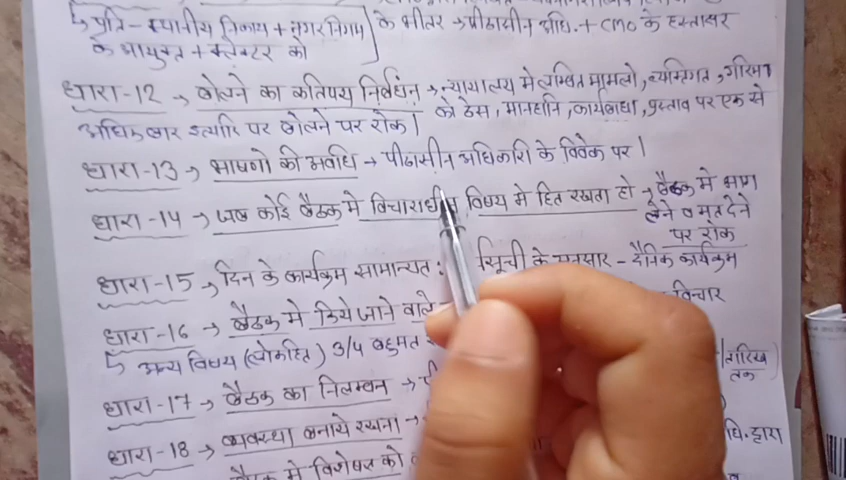 ↳ प्रति - स्थानीय निकाय + नगर निगम के भीतर → पीठासीन अधि. + CMO के हस्ताक्षर
के आयुक्त + कलेक्टर को
धारा-12 → बोलने का कतिपय निर्बंधन → न्यायालय मे लम्बित मामलो, व्यक्तिगत, गरिमा
को ठेस, मानहानि, कार्यबाधा, प्रस्ताव पर एक से
अधिक बार इत्यादि पर बोलने पर रोक।
धारा-13 → भाषणो की अवधि → पीठासीन अधिकारी के विवेक पर।
धारा-14 → जब कोई बैठक मे विचाराधीन विषय मे हित रखता हो → बैठक मे भाग
लेने व मत देने
पर रोक
धारा-15 → दिन के कार्यक्रम सामान्यत: सूची के अनुसार - दैनिक कार्यक्रम
धारा-16 → बैठक मे किये जाने वाले विचार
↳ अन्य विषय (लोकहित) 3/4 बहुमत
तारिख
तक
धारा-17 → बैठक का निलम्बन →
धारा-18 → व्यवस्था बनाये रखना →
धि. द्वारा
बैठक मे